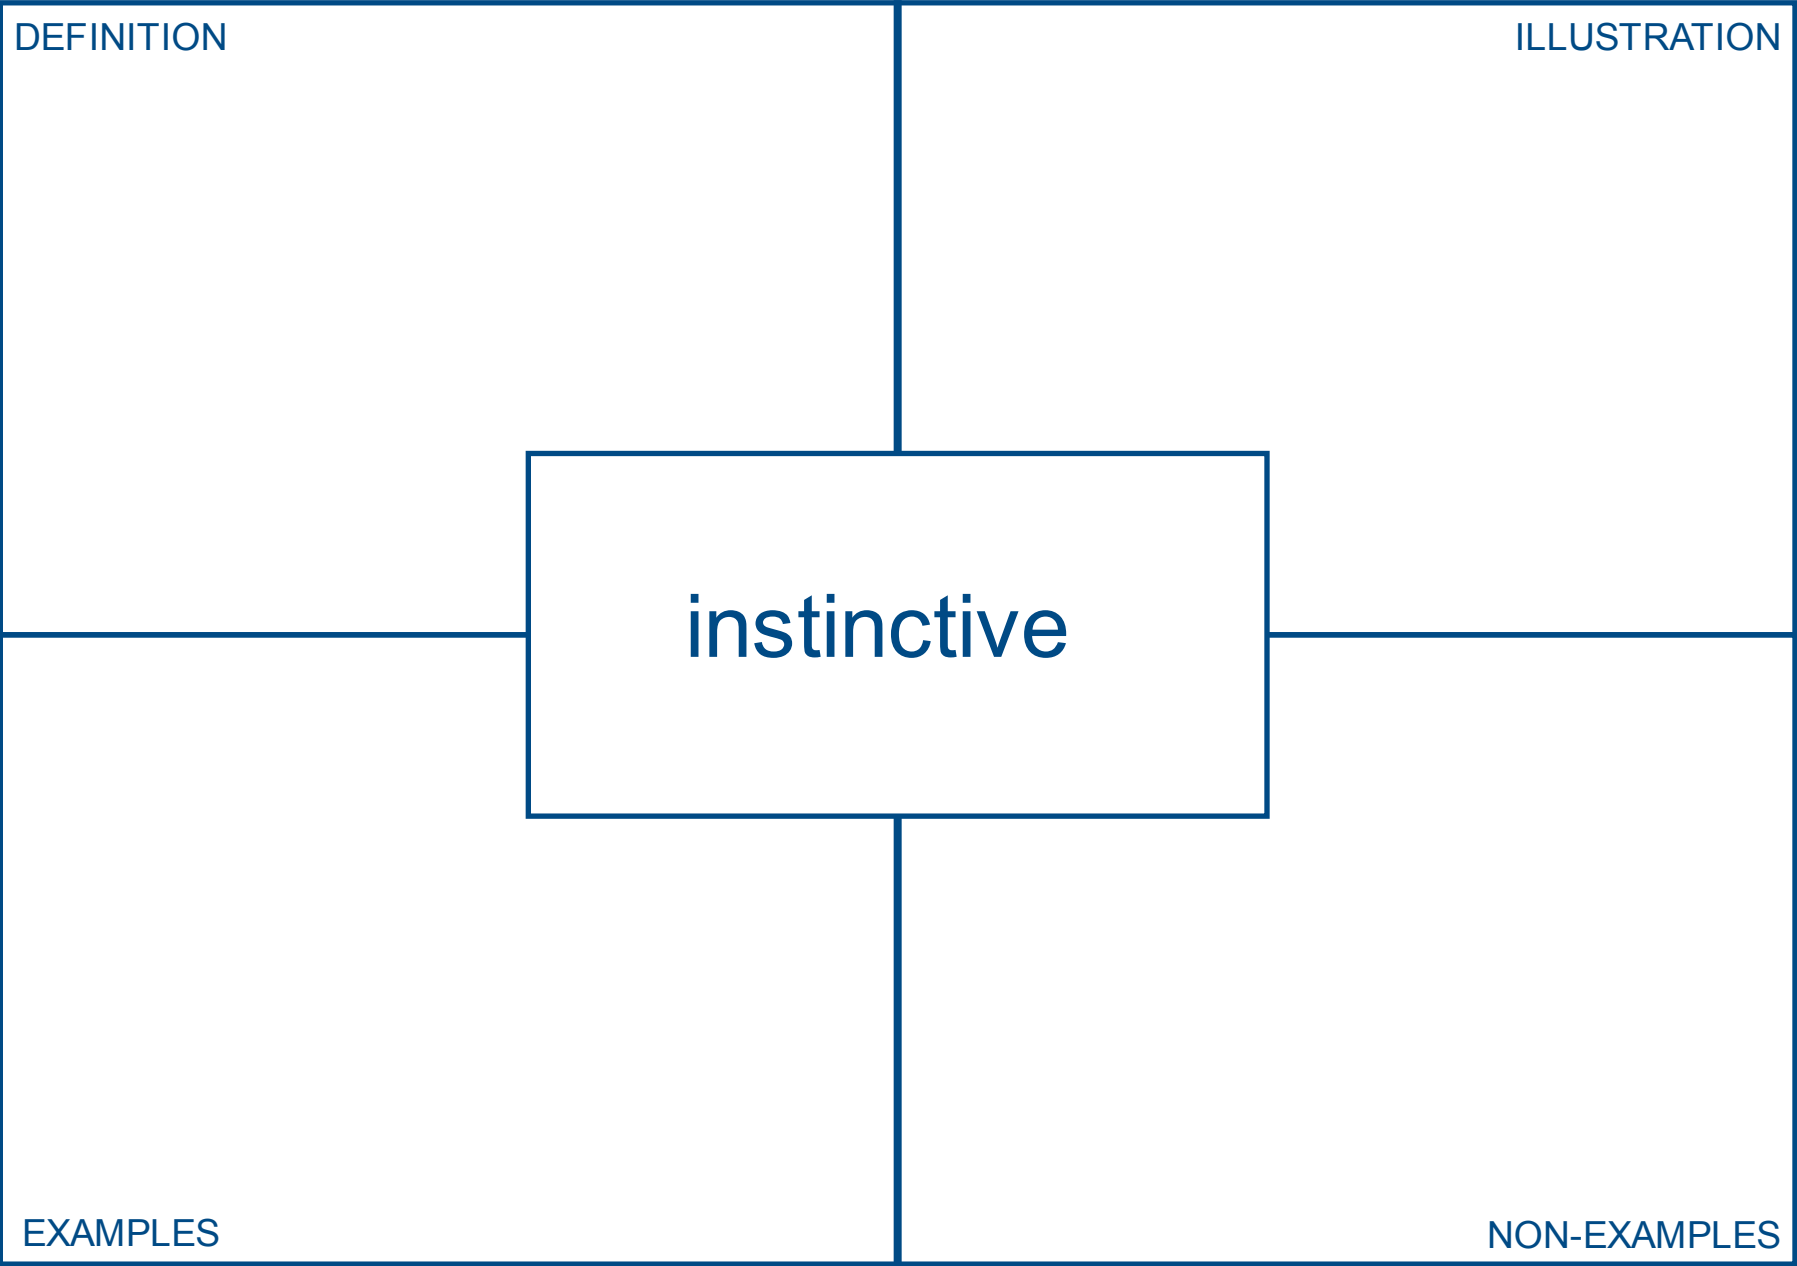 DEFINITION
ILLUSTRATION
instinctive
EXAMPLES
NON-EXAMPLES